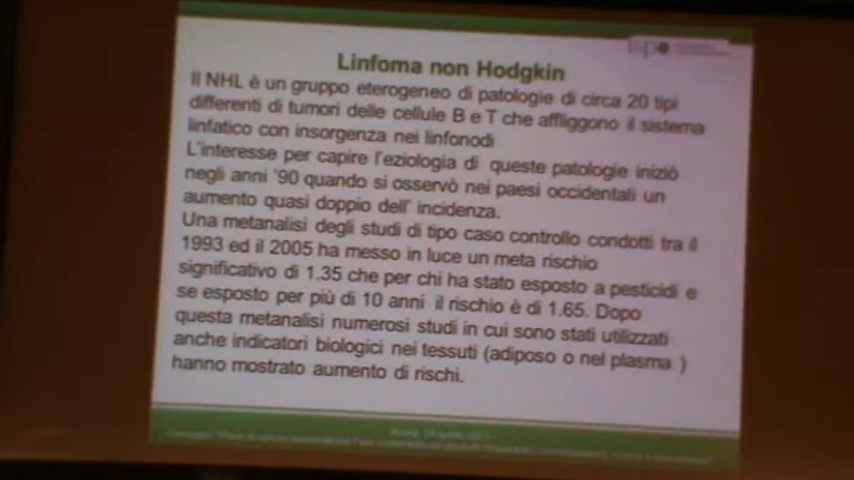 ispo
Linfoma non Hodgkin
Il NHL è un gruppo eterogeneo di patologie di circa 20 tipi
differenti di tumori delle cellule B e T che affliggono il sistema
linfatico con insorgenza nei linfonodi
L'interesse per capire l'eziologia di queste patologie iniziò
negli anni '90 quando si osservò nei paesi occidentali un
aumento quasi doppio dell' incidenza.
Una metanalisi degli studi di tipo caso controllo condotti tra il
1993 ed il 2005 ha messo in luce un meta rischio
significativo di 1.35 che per chi ha stato esposto a pesticidi e
se esposto per più di 10 anni il rischio è di 1.65. Dopo
questa metanalisi numerosi studi in cui sono stati utilizzati
anche indicatori biologici nei tessuti (adiposo o nel plasma )
hanno mostrato aumento di rischi.